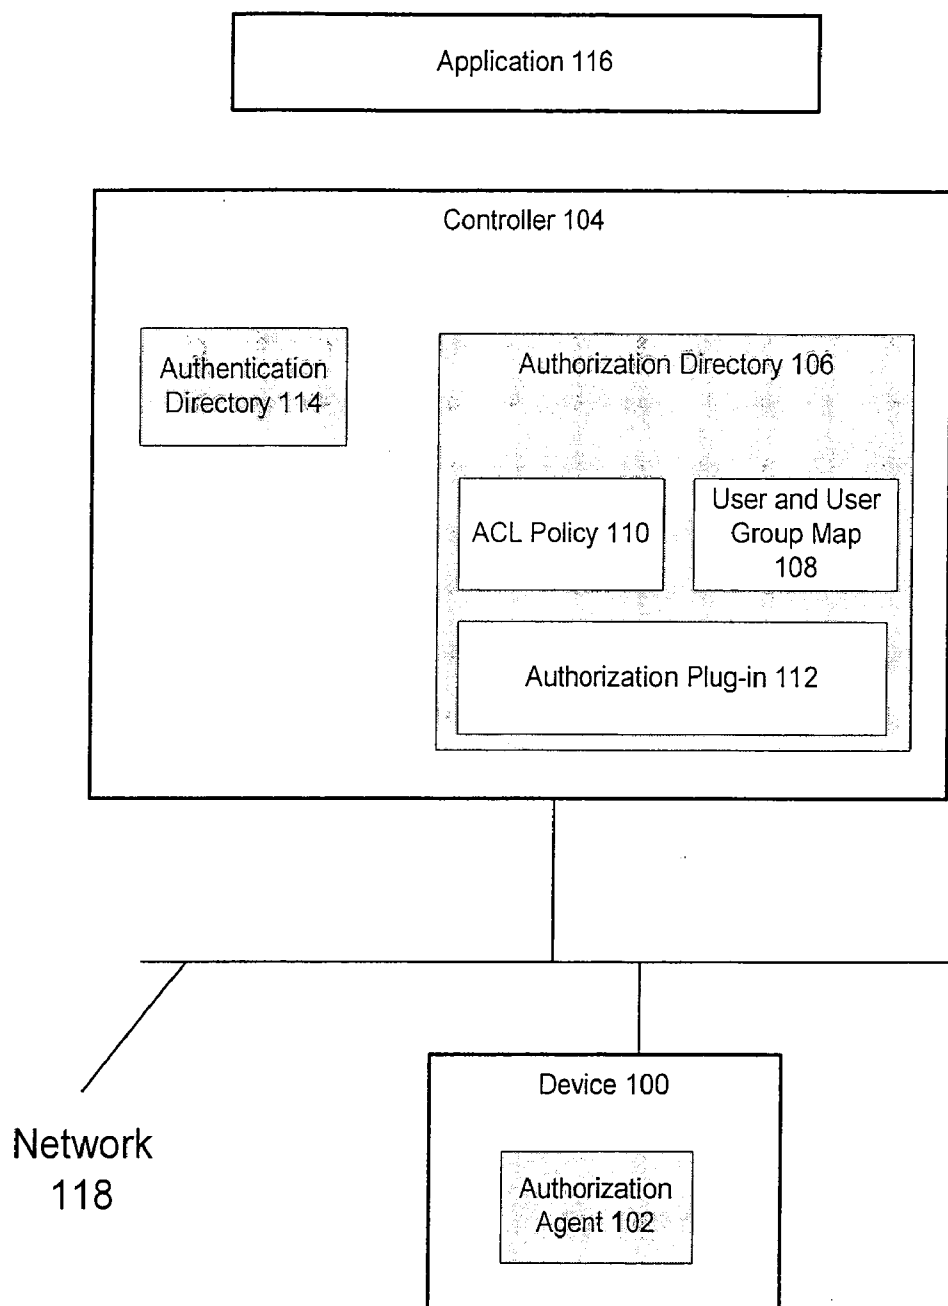 Application 116
Controller 104
Authentication
Directory 114
Authorization Directory 106
ACL Policy 110
User and User
Group Map
108
Authorization Plug-in 112
Device 100
Network
118
Authorization
Agent 102